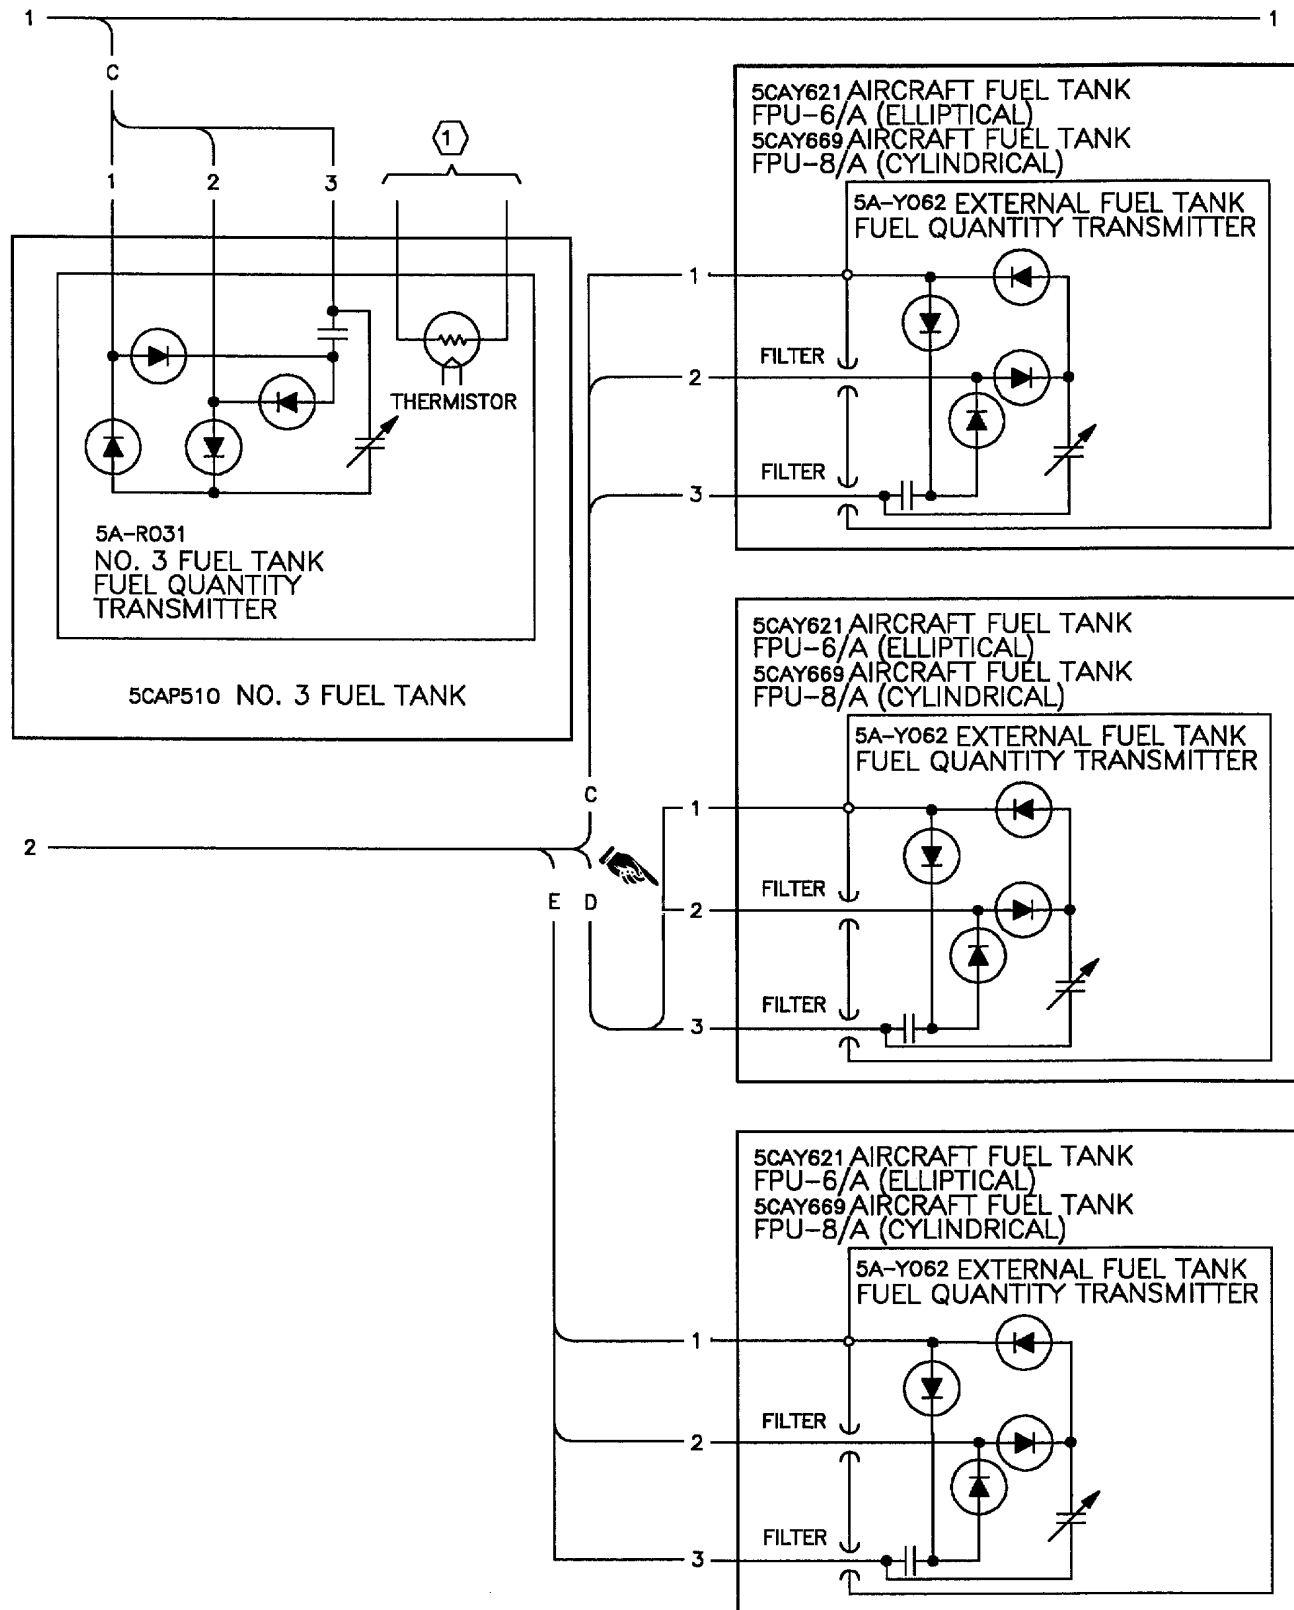 1 1
C
1 2 3
1
THERMISTOR
5A-R031
NO. 3 FUEL TANK
FUEL QUANTITY
TRANSMITTER
5CAP510 NO. 3 FUEL TANK
2
C
E D
5CAY621 AIRCRAFT FUEL TANK
FPU-6/A (ELLIPTICAL)
5CAY669 AIRCRAFT FUEL TANK
FPU-8/A (CYLINDRICAL)
5A-Y062 EXTERNAL FUEL TANK
FUEL QUANTITY TRANSMITTER
1
FILTER
2
FILTER
3
5CAY621 AIRCRAFT FUEL TANK
FPU-6/A (ELLIPTICAL)
5CAY669 AIRCRAFT FUEL TANK
FPU-8/A (CYLINDRICAL)
5A-Y062 EXTERNAL FUEL TANK
FUEL QUANTITY TRANSMITTER
1
FILTER
2
FILTER
3
5CAY621 AIRCRAFT FUEL TANK
FPU-6/A (ELLIPTICAL)
5CAY669 AIRCRAFT FUEL TANK
FPU-8/A (CYLINDRICAL)
5A-Y062 EXTERNAL FUEL TANK
FUEL QUANTITY TRANSMITTER
1
FILTER
2
FILTER
3